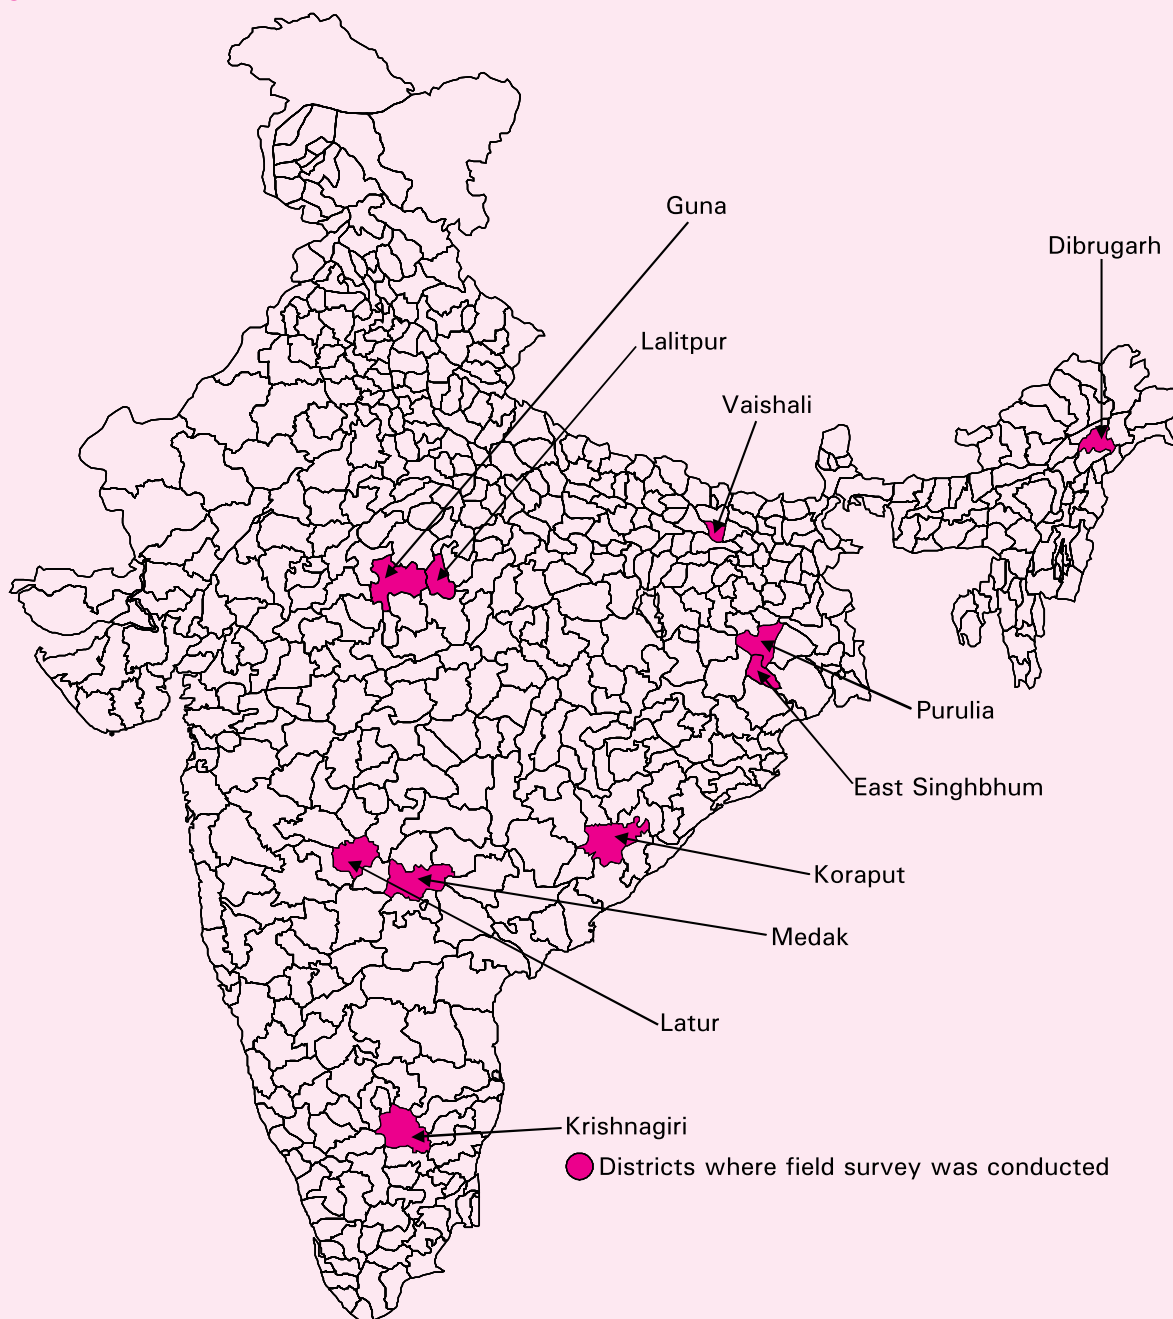 Guna
Dibrugarh
Lalitpur
Vaishali
Purulia
East Singhbhum
Koraput
Medak
Latur
Krishnagiri
Districts where field survey was conducted